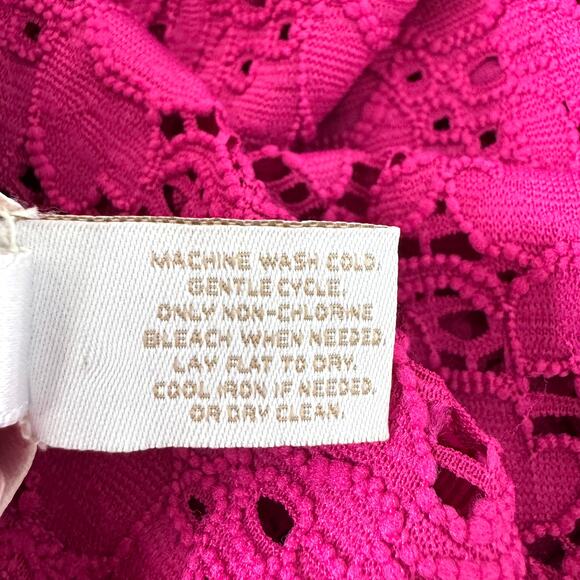 MACHINE WASH COLD,
GENTLE CYCLE.
ONLY NON-CHLORINE
BLEACH WHEN NEEDED.
LAY FLAT TO DRY.
COOL IRON IF NEEDED.
OR DRY CLEAN.